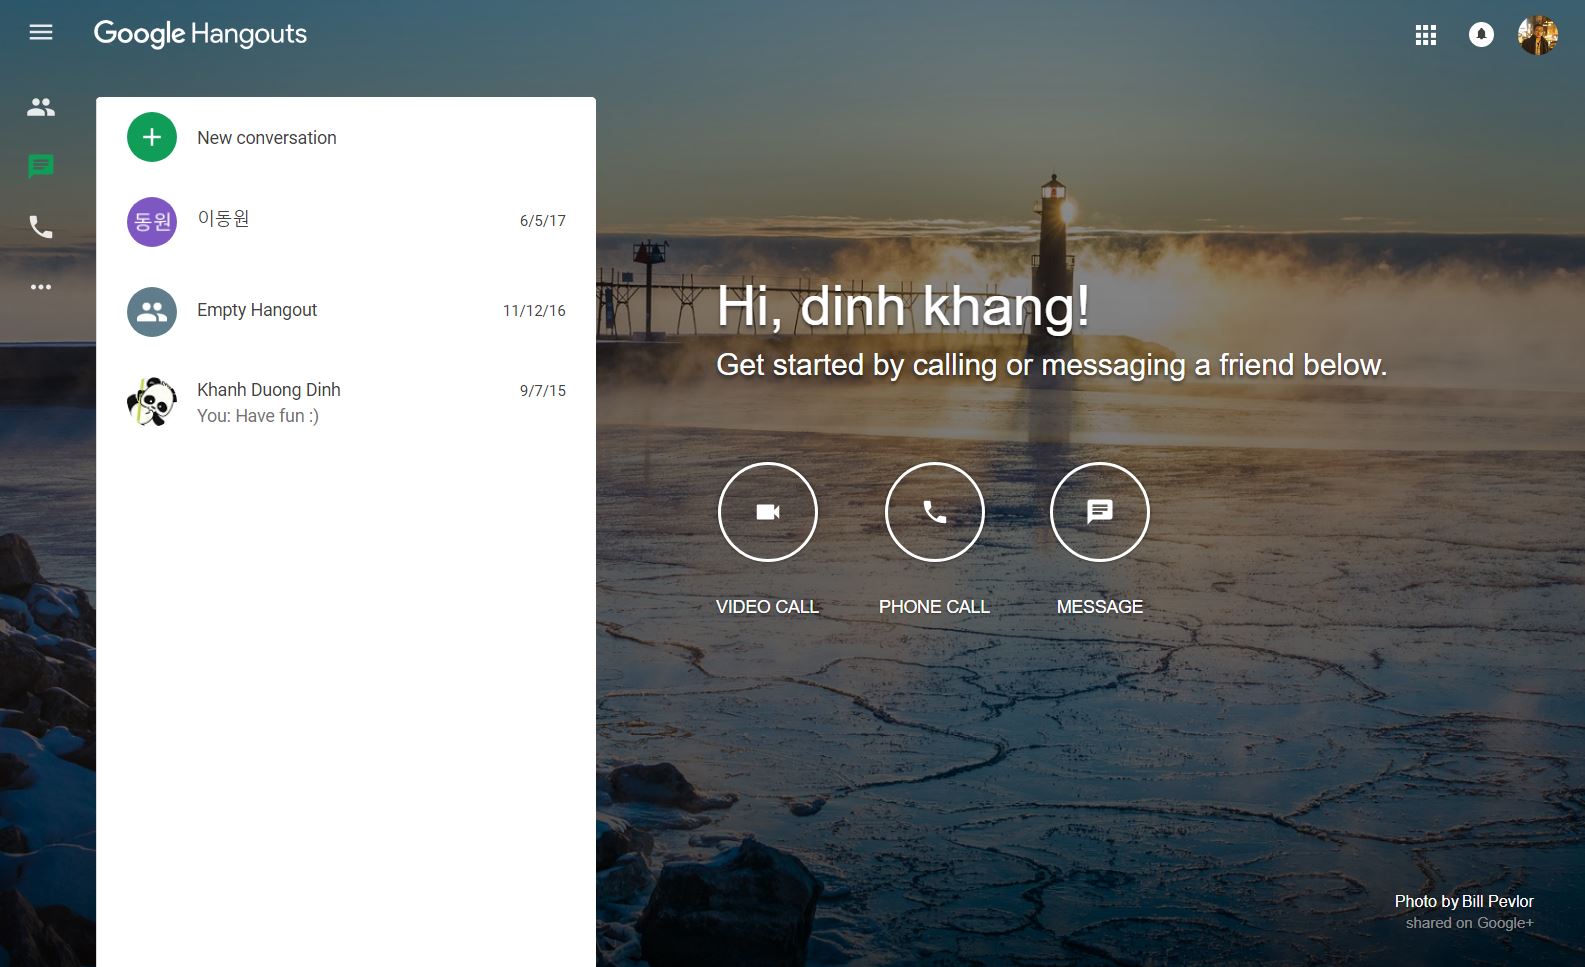 Google Hangouts
New conversation
동원
이동원
6/5/17
Empty Hangout
11/12/16
Khanh Duong Dinh
9/7/15
You: Have fun :)
Hi, dinh khang!
Get started by calling or messaging a friend below.
VIDEO CALL
PHONE CALL
MESSAGE
Photo by Bill Pevlor
shared on Google+